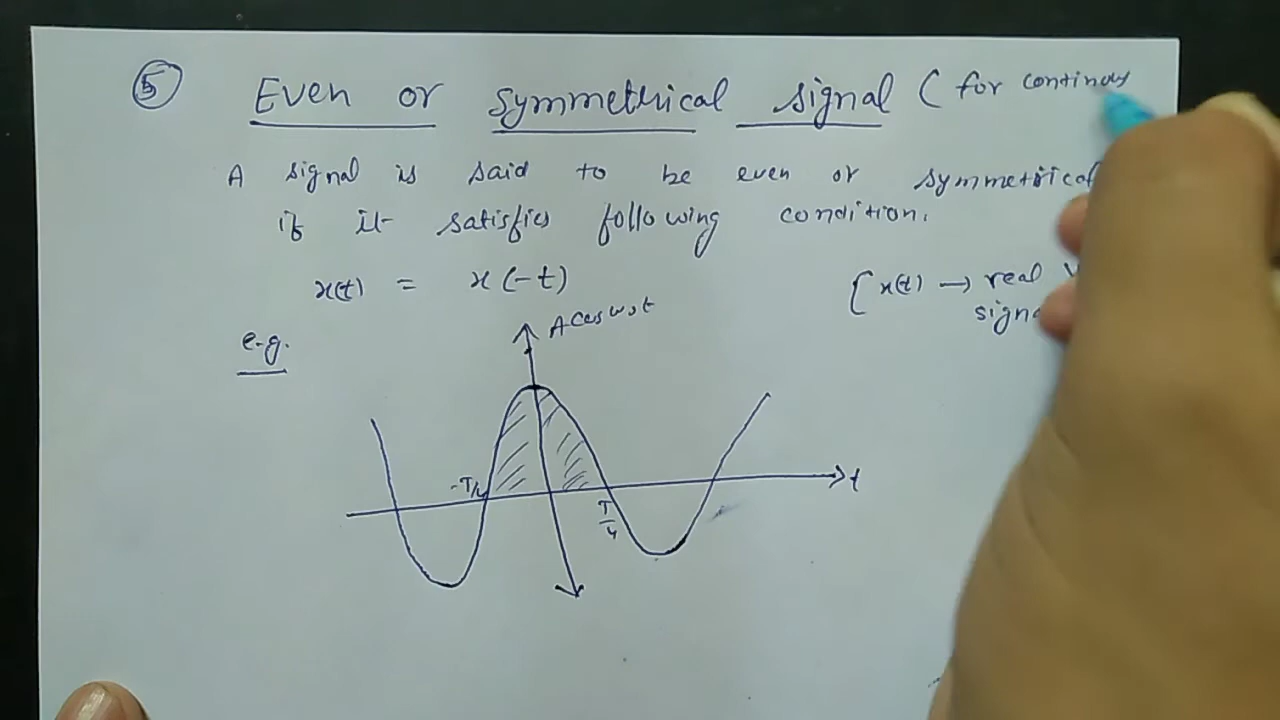 5 Even or symmetrical signal ( for continous
A signal is said to be even or symmetrical
if it satisfies following condition.
x(t) = x(-t) [ x(t) → real
e.g. A cos ω₀t
-T/4
T/4
t